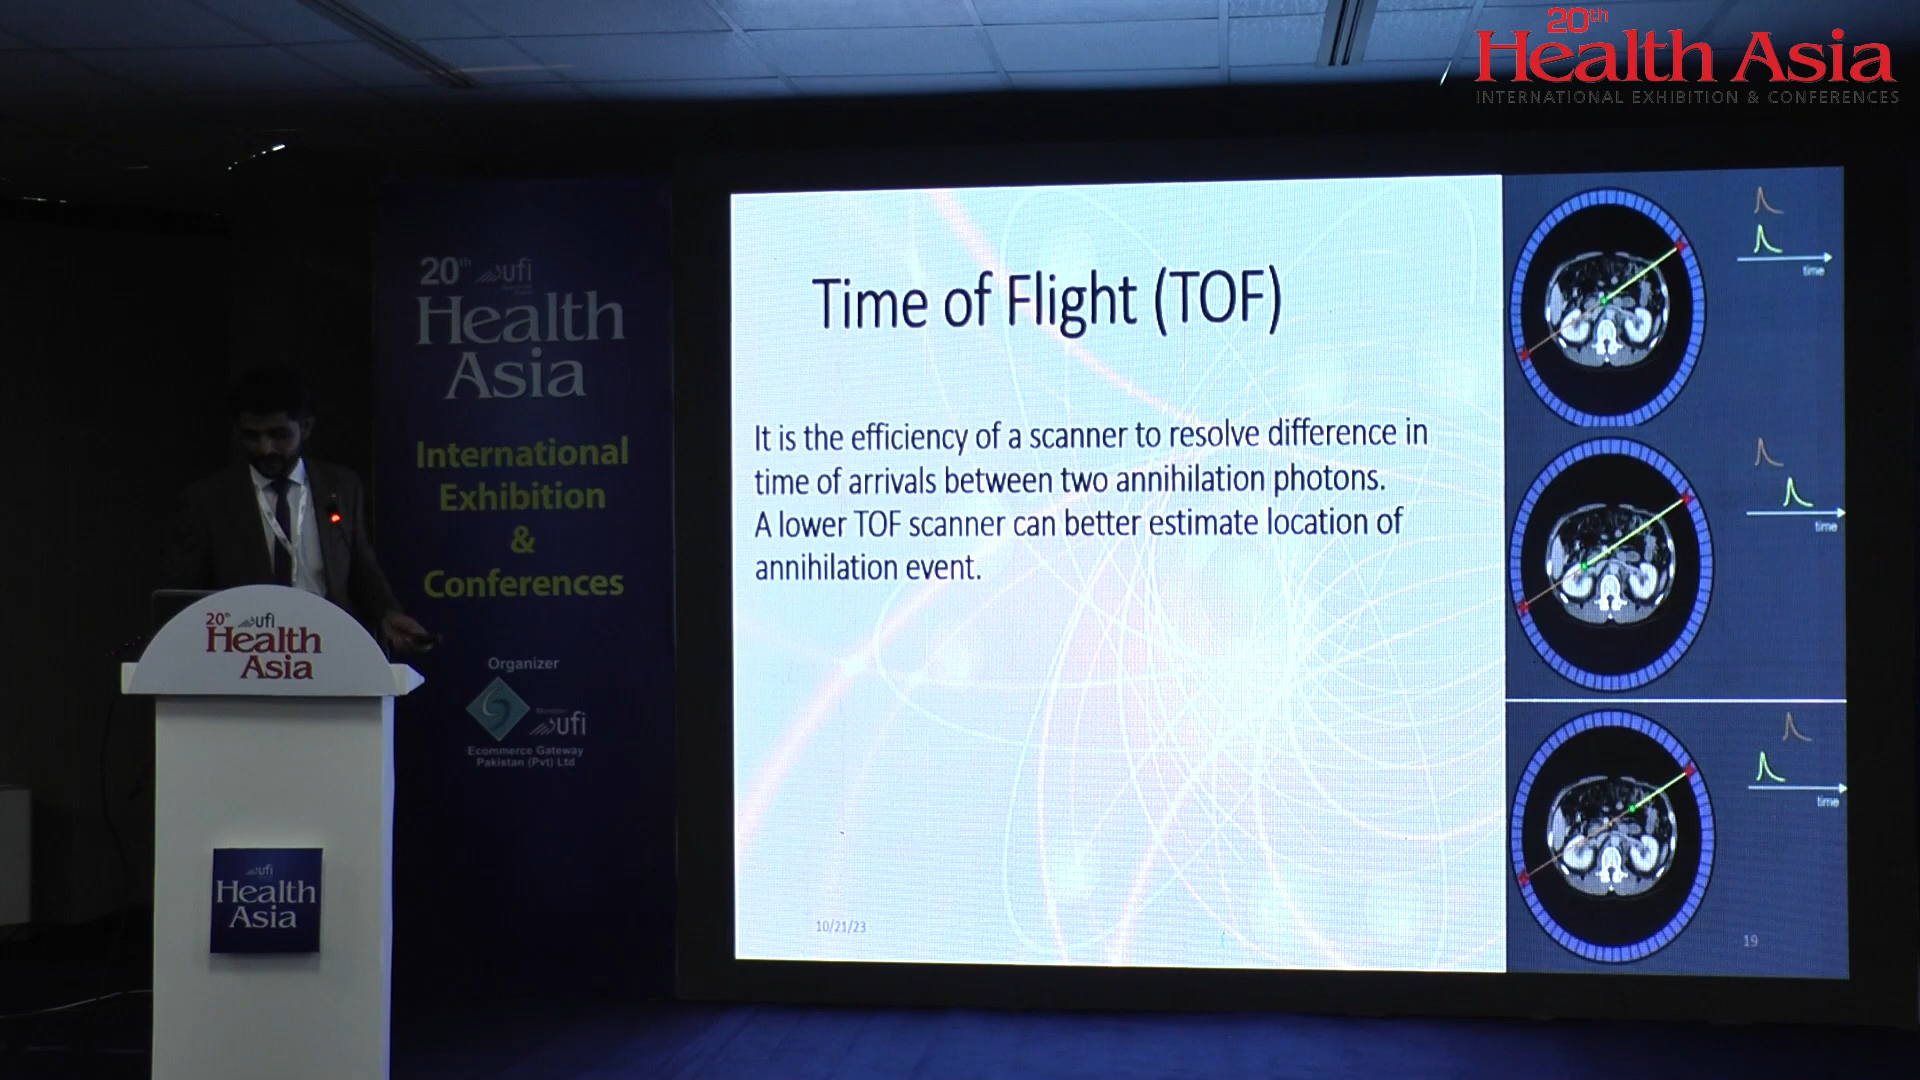 20th
Health Asia
INTERNATIONAL EXHIBITION & CONFERENCES
20th ufi
Health
Asia
International
Exhibition
&
Conferences
Organizer
Member
ufi
Ecommerce Gateway
Pakistan (Pvt) Ltd
20th ufi
Health
Asia
ufi
Health
Asia
Time of Flight (TOF)
It is the efficiency of a scanner to resolve difference in
time of arrivals between two annihilation photons.
A lower TOF scanner can better estimate location of
annihilation event.
10/21/23
time
time
time
19